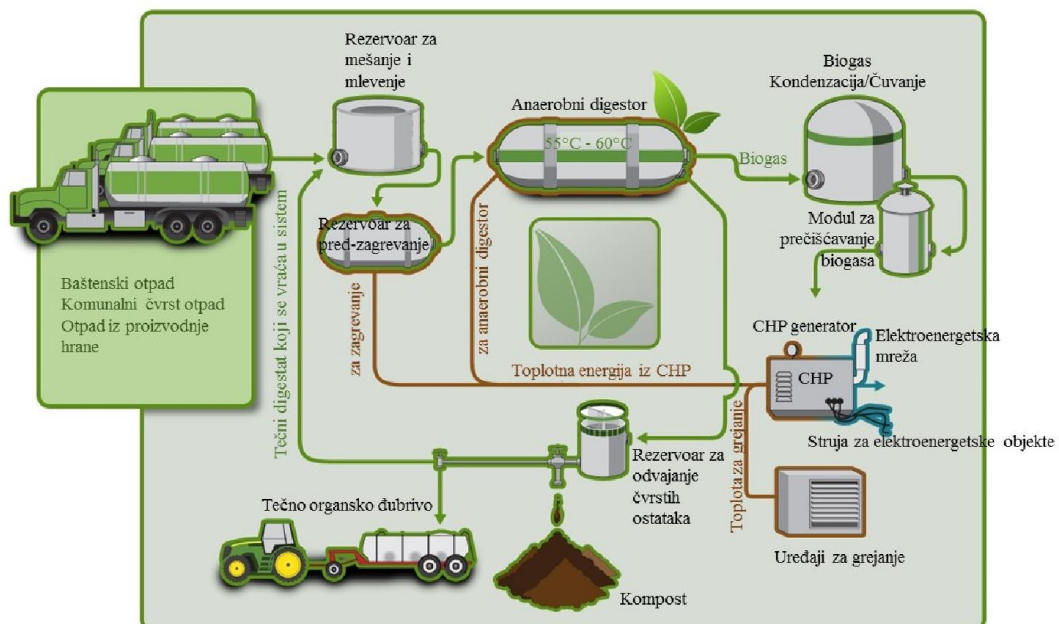 Rezervoar za
mešanje i
mlevenje
Anaerobni digestor
55°C - 60°C
Biogas
Kondenzacija/Čuvanje
Biogas
Rezervoar za
pred-zagrevanje
Modul za
prečišćavanje
biogasa
Baštenski otpad
Komunalni čvrst otpad
Otpad iz proizvodnje
hrane
Tečni digestat koji se vraća u sistem
za zagrevanje
za anaerobni digestor
Toplotna energija iz CHP
CHP generator
CHP
Elektroenergetska
mreža
Struja za elektroenergetske objekte
Toplota za grejanje
Rezervoar za
odvajanje
čvrstih
ostataka
Tečno organsko đubrivo
Kompost
Uređaji za grejanje